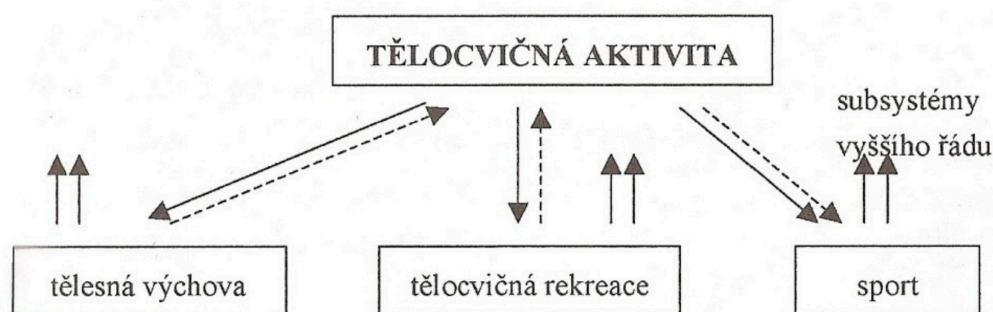 TĚLOCVIČNÁ AKTIVITA
subsystémy
vyššího řádu
tělesná výchova
tělocvičná rekreace
sport